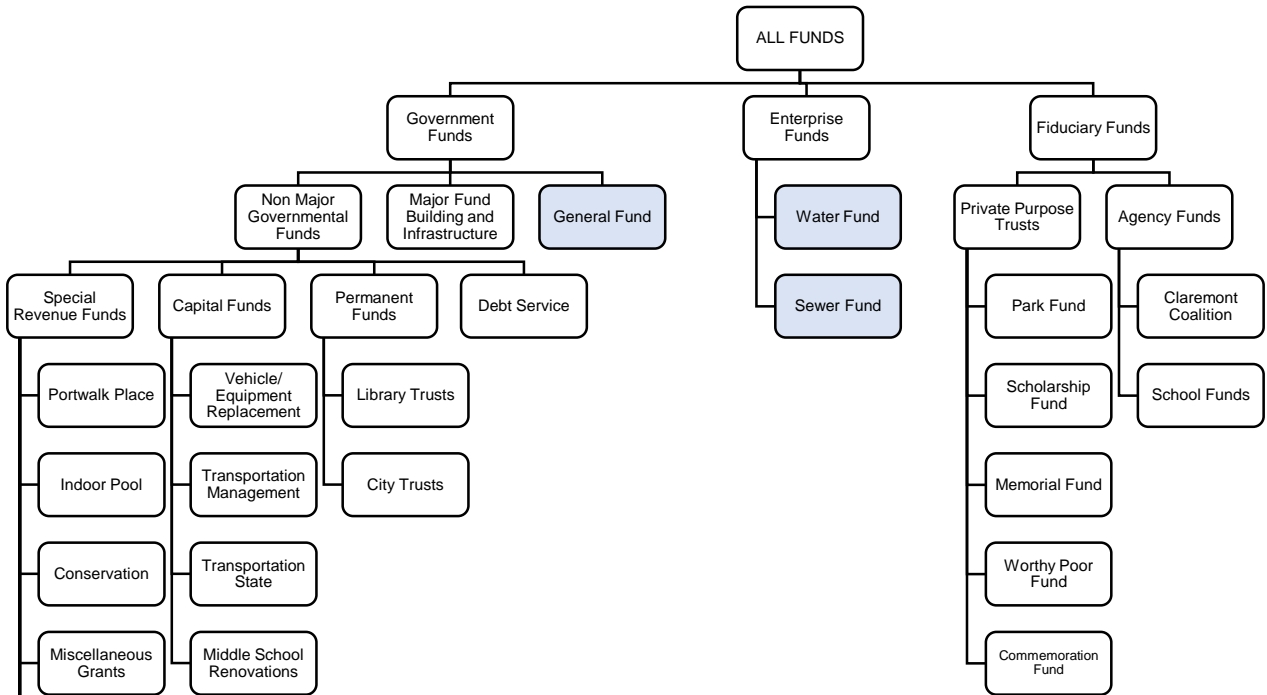 ALL FUNDS
Government
Funds
Enterprise
Funds
Fiduciary Funds
Non Major
Governmental
Funds
Major Fund
Building and
Infrastructure
General Fund
Water Fund
Private Purpose
Trusts
Agency Funds
Special
Revenue Funds
Capital Funds
Permanent
Funds
Debt Service
Sewer Fund
Park Fund
Claremont
Coalition
Portwalk Place
Vehicle/
Equipment
Replacement
Library Trusts
Scholarship
Fund
School Funds
Indoor Pool
Transportation
Management
City Trusts
Memorial Fund
Conservation
Transportation
State
Worthy Poor
Fund
Miscellaneous
Grants
Middle School
Renovations
Commemoration
Fund